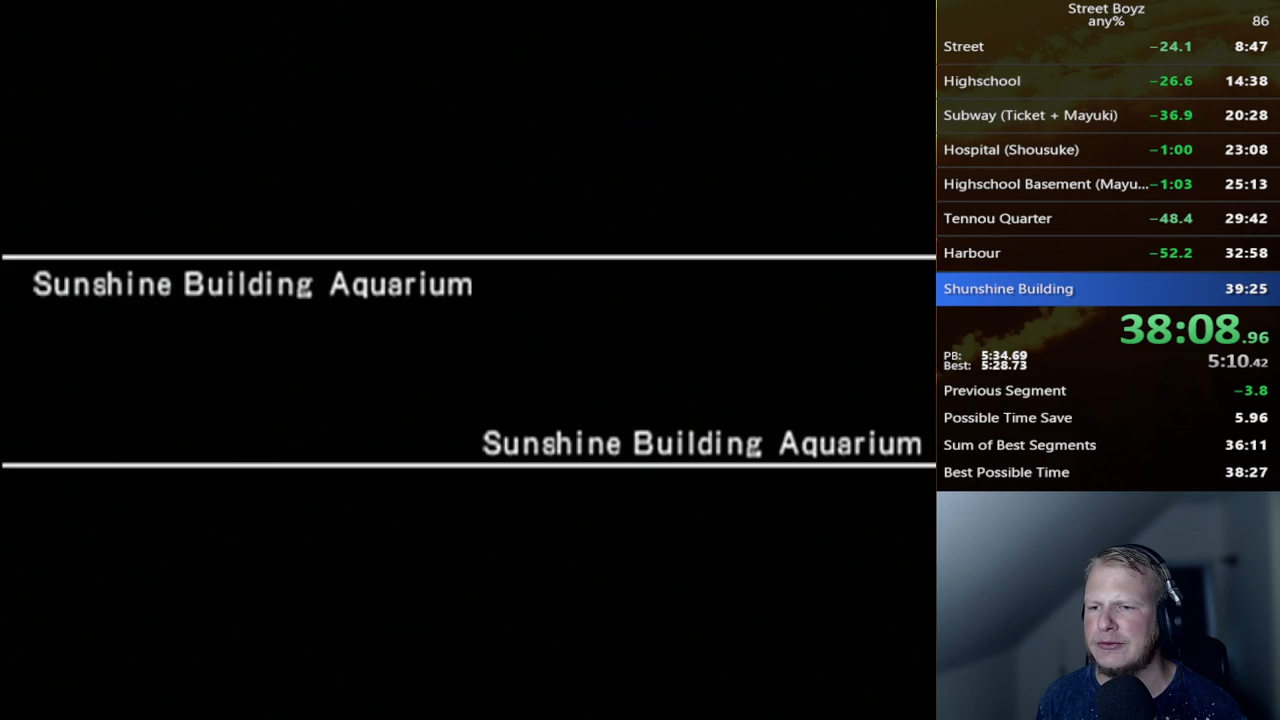 Sunshine Building Aquarium
Sunshine Building Aquarium
Street Boyz
any% 86
Street -24.1 8:47
Highschool -26.6 14:38
Subway (Ticket + Mayuki) -36.9 20:28
Hospital (Shousuke) -1:00 23:08
Highschool Basement (Mayu... -1:03 25:13
Tennou Quarter -48.4 29:42
Harbour -52.2 32:58
Shunshine Building 39:25
38:08.96
PB: 5:34.69
Best: 5:28.73
5:10.42
Previous Segment -3.8
Possible Time Save 5.96
Sum of Best Segments 36:11
Best Possible Time 38:27